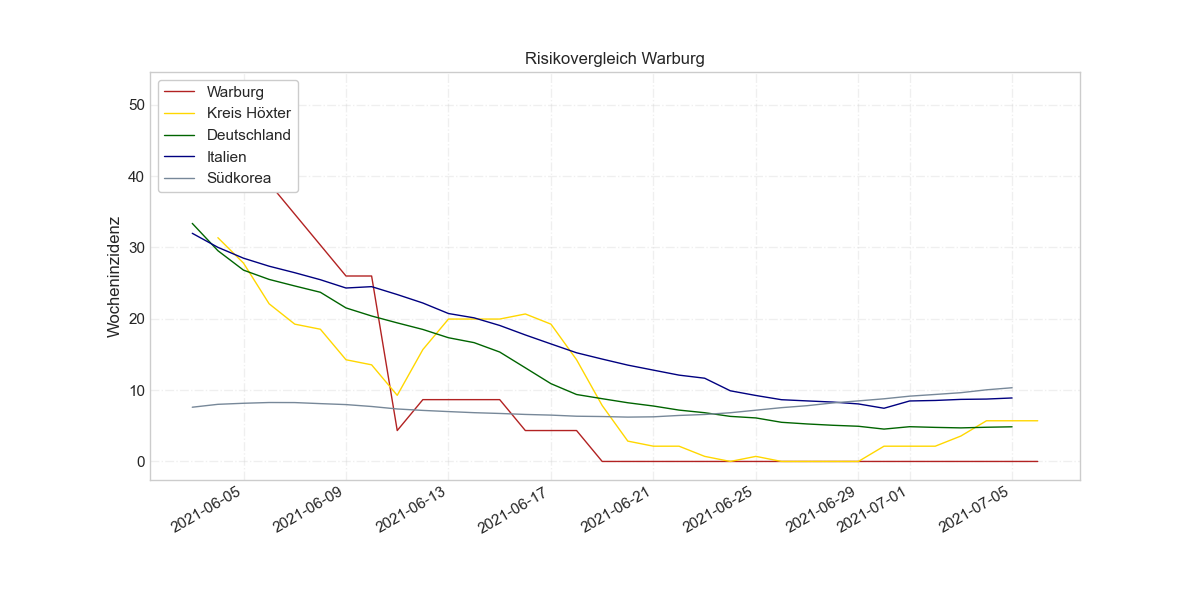 Risikovergleich Warburg
Warburg
Kreis Höxter
Deutschland
Italien
Südkorea
Wocheninzidenz
50
40
30
20
10
0
2021-06-05
2021-06-09
2021-06-13
2021-06-17
2021-06-21
2021-06-25
2021-06-29
2021-07-01
2021-07-05